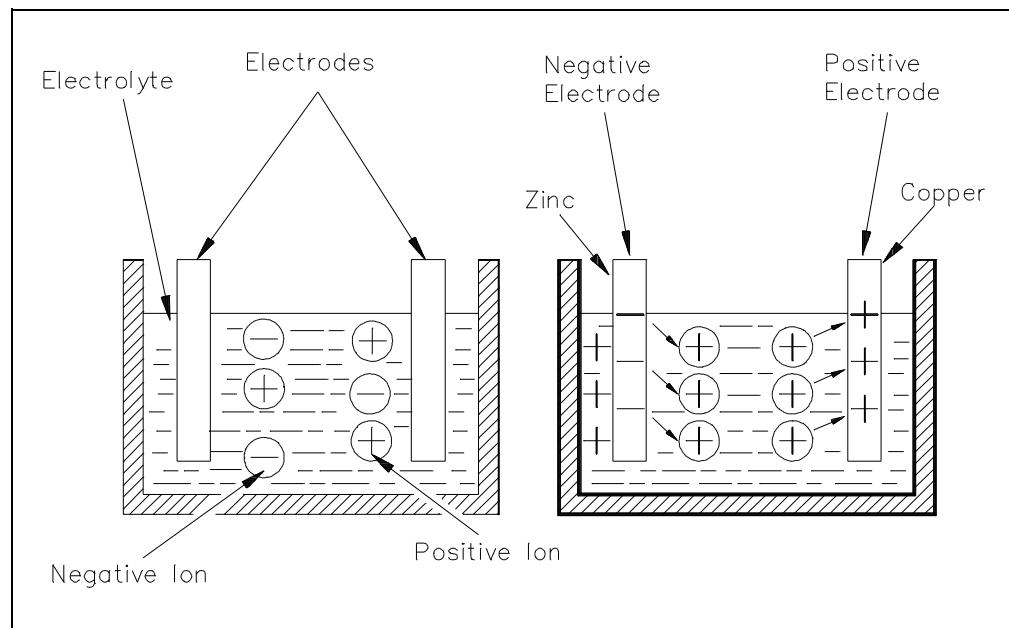 Electrolyte
Electrodes
Negative Ion
Positive Ion
Negative
Electrode
Positive
Electrode
Zinc
Copper